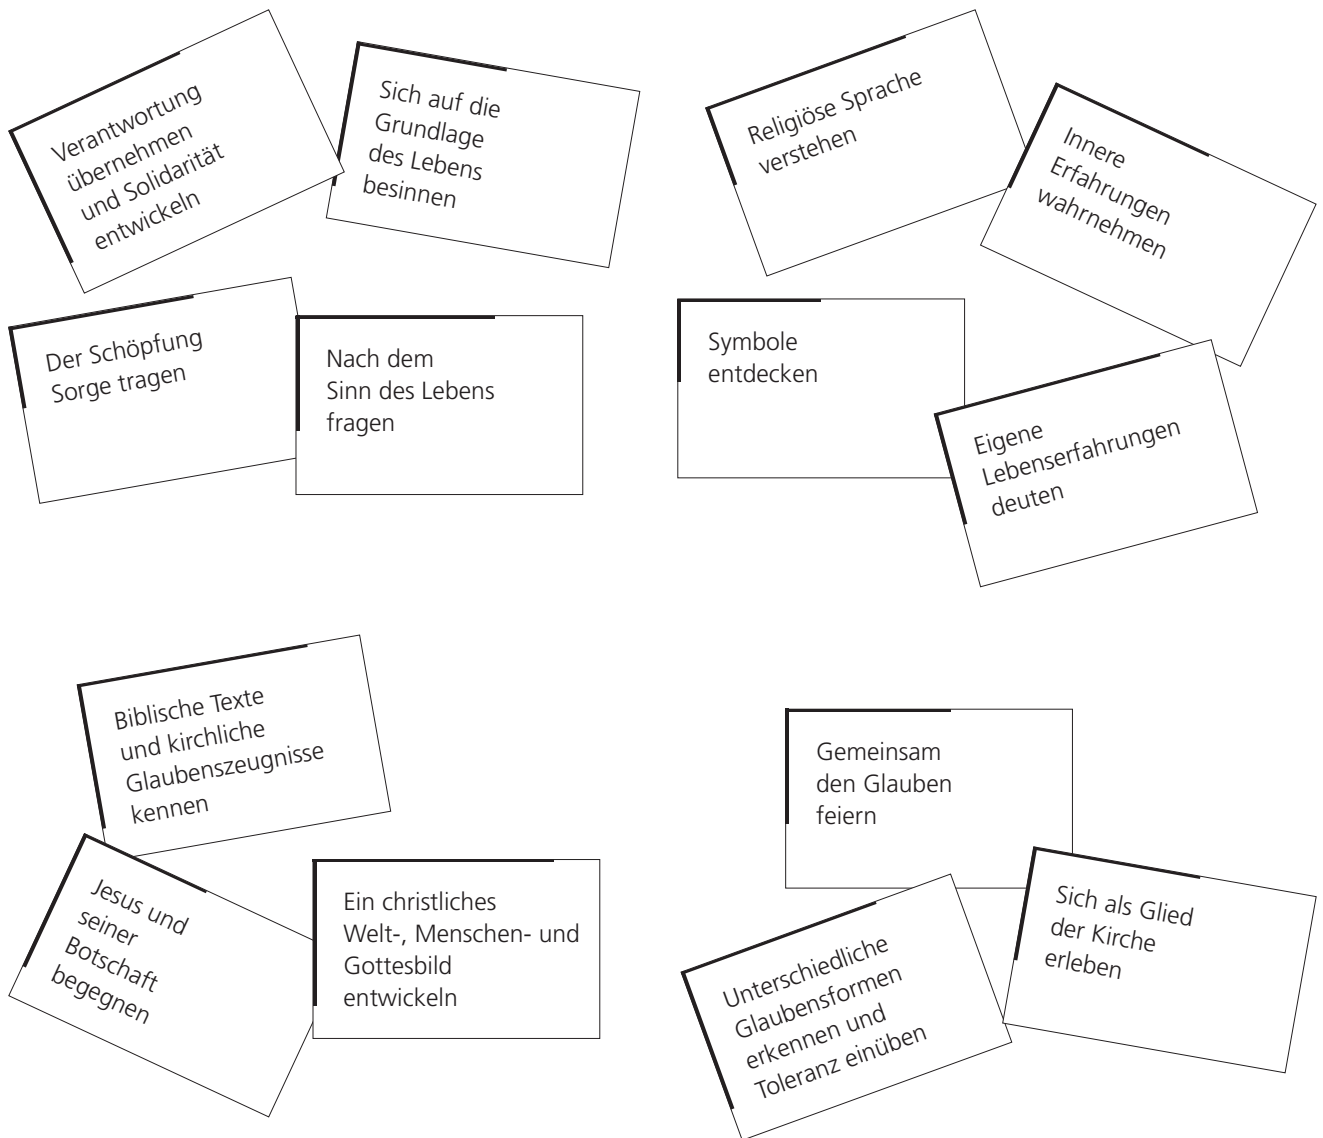 Verantwortung
übernehmen
und Solidarität
entwickeln
Sich auf die
Grundlage
des Lebens
besinnen
Der Schöpfung
Sorge tragen
Nach dem
Sinn des Lebens
fragen
Religiöse Sprache
verstehen
Innere
Erfahrungen
wahrnehmen
Symbole
entdecken
Eigene
Lebenserfahrungen
deuten
Biblische Texte
und kirchliche
Glaubenszeugnisse
kennen
Jesus und
seiner
Botschaft
begegnen
Ein christliches
Welt-, Menschen- und
Gottesbild
entwickeln
Gemeinsam
den Glauben
feiern
Sich als Glied
der Kirche
erleben
Unterschiedliche
Glaubensformen
erkennen und
Toleranz einüben